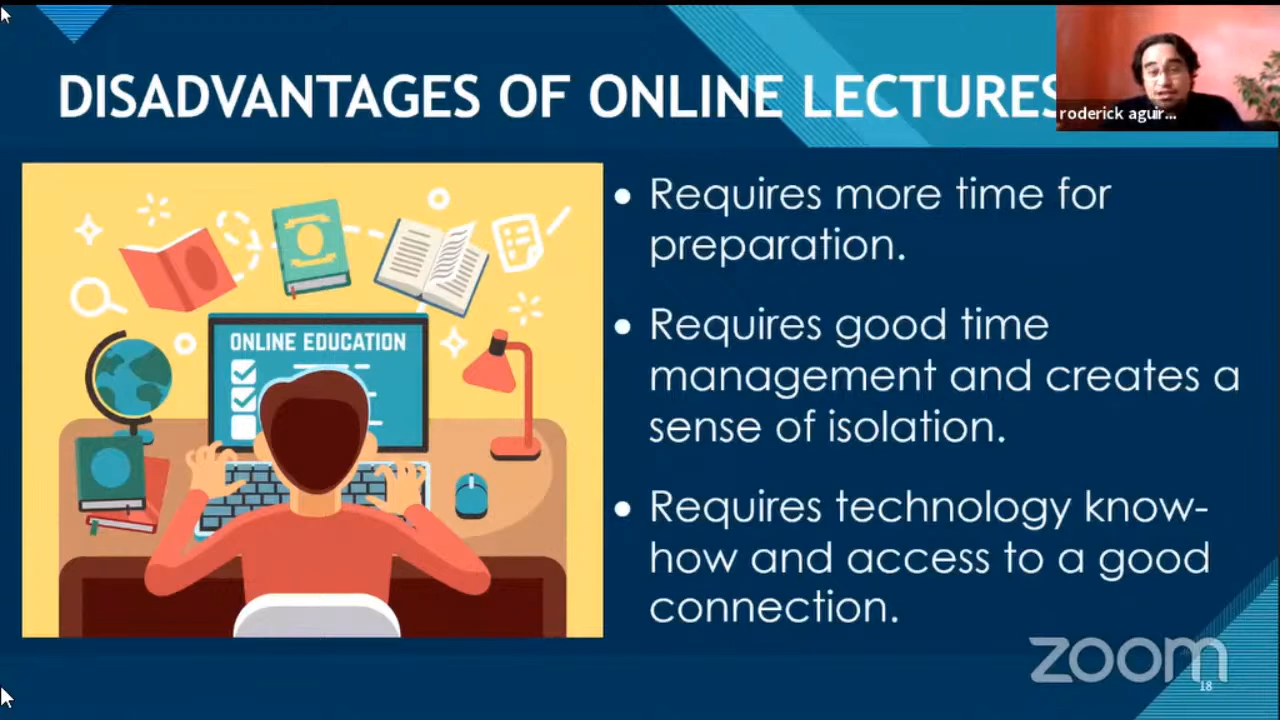 DISADVANTAGES OF ONLINE LECTURES
roderick aguir...
ONLINE EDUCATION
• Requires more time for
preparation.
• Requires good time
management and creates a
sense of isolation.
• Requires technology know-
how and access to a good
connection.
zoom
18